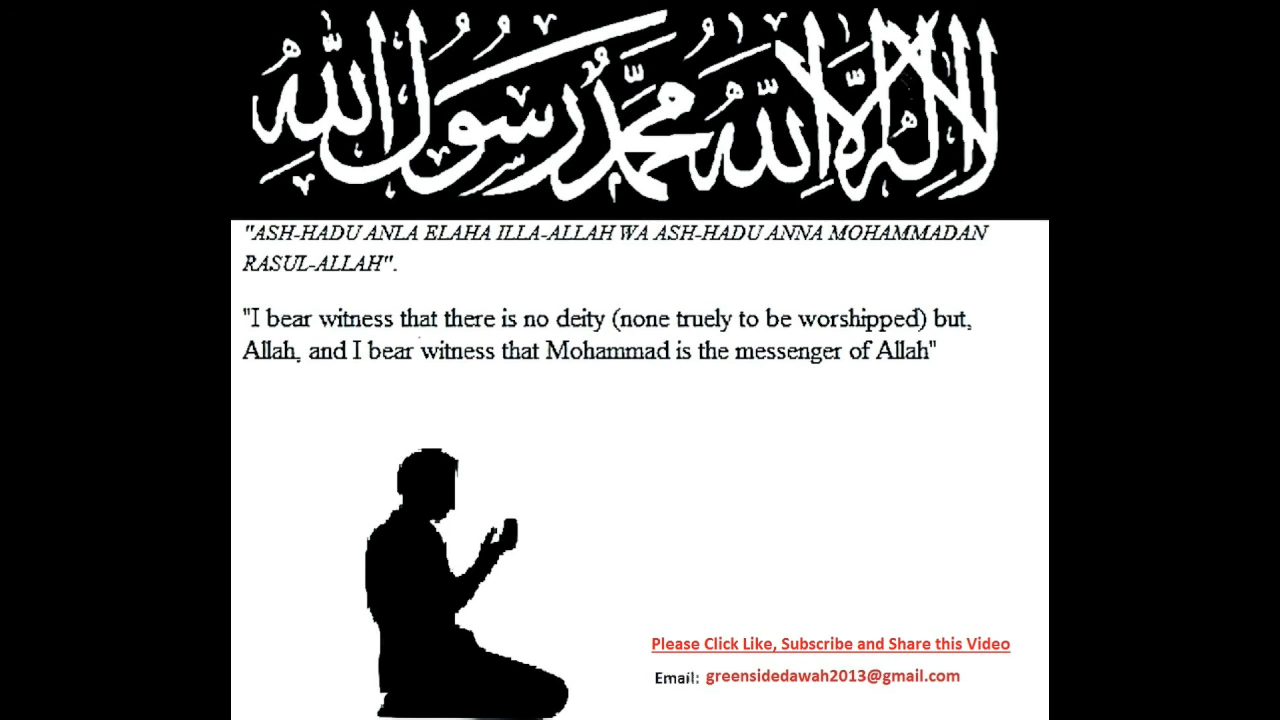 لا إله إلا الله محمد رسول الله
"ASH-HADU ANLA ELAHA ILLA-ALLAH WA ASH-HADU ANNA MOHAMMADAN
RASUL-ALLAH".
"I bear witness that there is no deity (none truely to be worshipped) but,
Allah, and I bear witness that Mohammad is the messenger of Allah"
Please Click Like, Subscribe and Share this Video
Email: greensidedawah2013@gmail.com